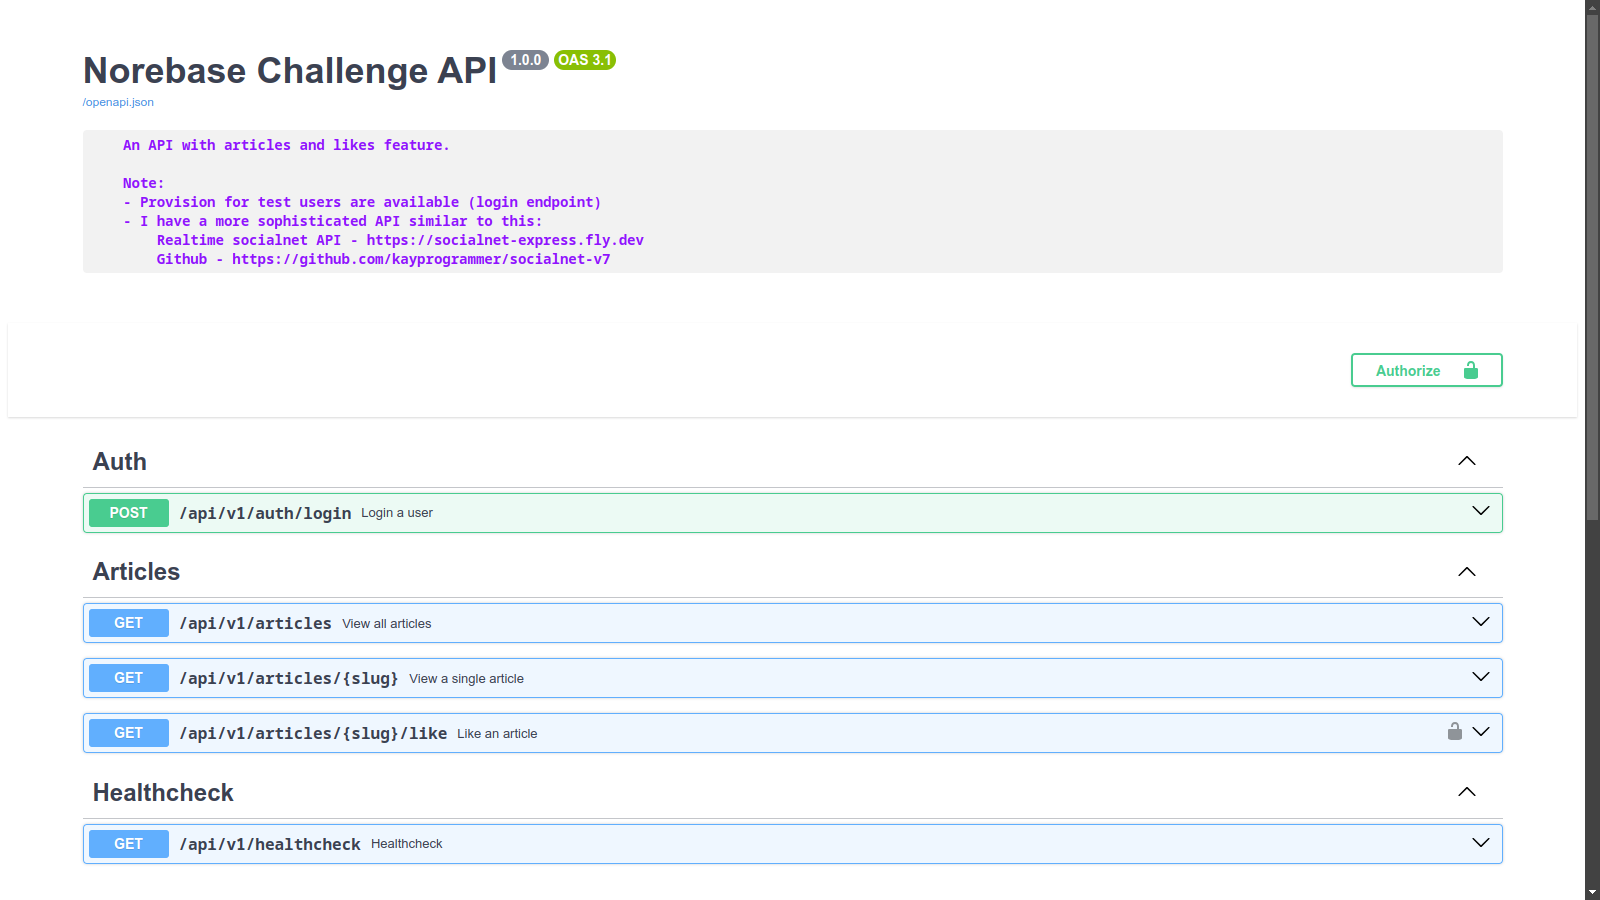 Norebase Challenge API 1.0.0 OAS 3.1
/openapi.json
An API with articles and likes feature.
Note:
- Provision for test users are available (login endpoint)
- I have a more sophisticated API similar to this:
Realtime socialnet API - https://socialnet-express.fly.dev
Github - https://github.com/kayprogrammer/socialnet-v7
Authorize
Auth
POST /api/v1/auth/login Login a user
Articles
GET /api/v1/articles View all articles
GET /api/v1/articles/{slug} View a single article
GET /api/v1/articles/{slug}/like Like an article
Healthcheck
GET /api/v1/healthcheck Healthcheck